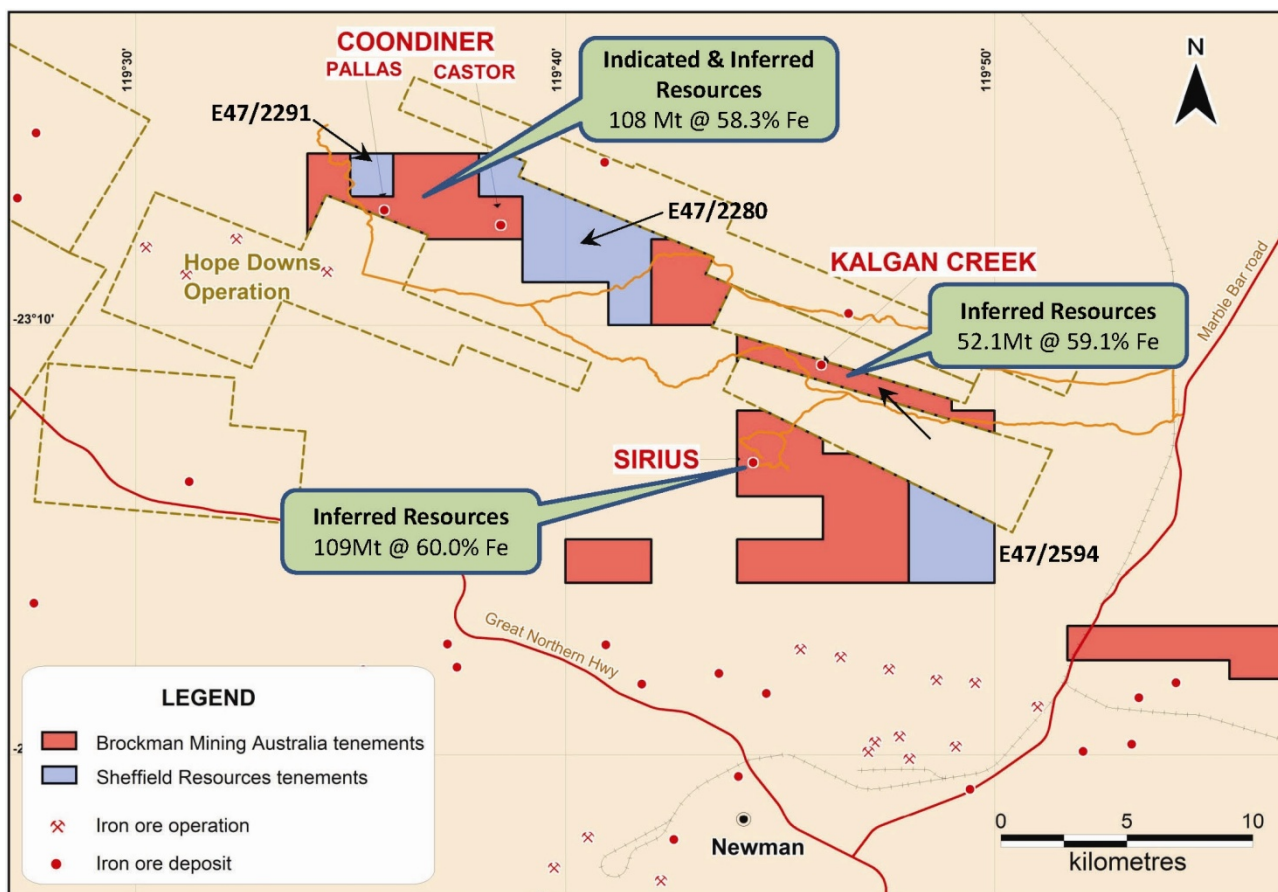 119°30'
119°40'
119°50'
N
COONDINER
PALLAS
CASTOR
Indicated & Inferred
Resources
108 Mt @ 58.3% Fe
E47/2291
E47/2280
Hope Downs
Operation
KALGAN CREEK
Marble Bar road
-23°10'
Inferred Resources
52.1Mt @ 59.1% Fe
SIRIUS
Inferred Resources
109Mt @ 60.0% Fe
E47/2594
Great Northern Hwy
LEGEND
Brockman Mining Australia tenements
Sheffield Resources tenements
Iron ore operation
Iron ore deposit
Newman
0 5 10
kilometres